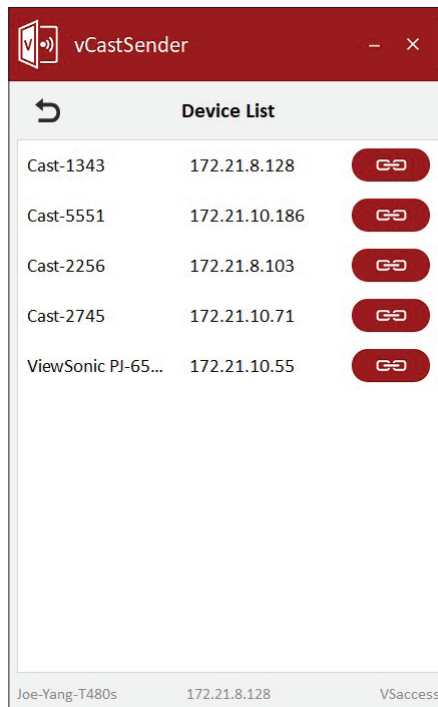 vCastSender
Device List
Cast-1343 172.21.8.128
Cast-5551 172.21.10.186
Cast-2256 172.21.8.103
Cast-2745 172.21.10.71
ViewSonic PJ-65... 172.21.10.55
Joe-Yang-T480s 172.21.8.128 VSaccess